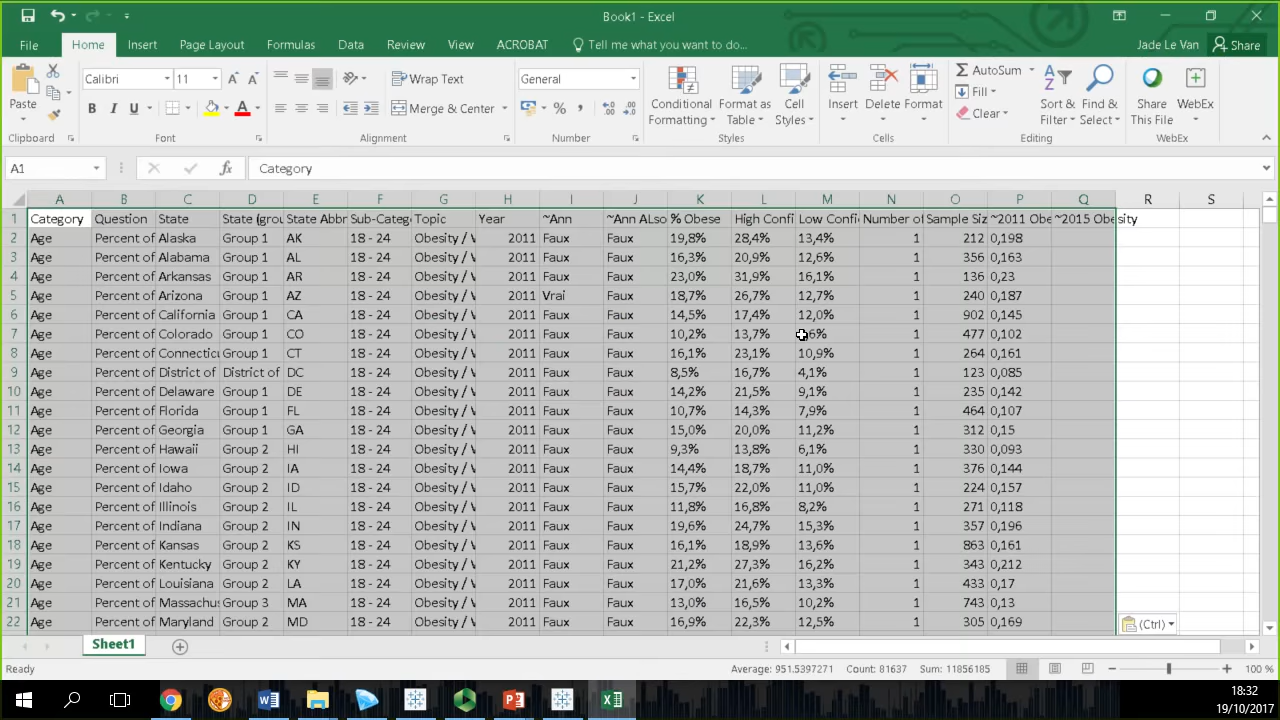 Book1 - Excel
Jade Le Van Share
File Home Insert Page Layout Formulas Data Review View ACROBAT Tell me what you want to do...
Paste Calibri 11 B I U A Wrap Text Merge & Center General % , Conditional Formatting Format as Table Cell Styles Insert Delete Format AutoSum Fill Clear Sort & Filter Find & Select Share This File WebEx
Clipboard Font Alignment Number Styles Cells Editing WebEx
A1 fx Category
A B C D E F G H I J K L M N O P Q R S
1 Category Question State State (grou State Abbr Sub-Categ Topic Year ~Ann ~Ann ALso % Obese High Confi Low Confi Number of Sample Siz ~2011 Obe ~2015 Obesity
2 Age Percent of Alaska Group 1 AK 18 - 24 Obesity / 2011 Faux Faux 19,8% 28,4% 13,4% 1 212 0,198
3 Age Percent of Alabama Group 1 AL 18 - 24 Obesity / 2011 Faux Faux 16,3% 20,9% 12,6% 1 356 0,163
4 Age Percent of Arkansas Group 1 AR 18 - 24 Obesity / 2011 Faux Faux 23,0% 31,9% 16,1% 1 136 0,23
5 Age Percent of Arizona Group 1 AZ 18 - 24 Obesity / 2011 Vrai Faux 18,7% 26,7% 12,7% 1 240 0,187
6 Age Percent of California Group 1 CA 18 - 24 Obesity / 2011 Faux Faux 14,5% 17,4% 12,0% 1 902 0,145
7 Age Percent of Colorado Group 1 CO 18 - 24 Obesity / 2011 Faux Faux 10,2% 13,7% 6% 1 477 0,102
8 Age Percent of Connecticu Group 1 CT 18 - 24 Obesity / 2011 Faux Faux 16,1% 23,1% 10,9% 1 264 0,161
9 Age Percent of District of District of DC 18 - 24 Obesity / 2011 Faux Faux 8,5% 16,7% 4,1% 1 123 0,085
10 Age Percent of Delaware Group 1 DE 18 - 24 Obesity / 2011 Faux Faux 14,2% 21,5% 9,1% 1 235 0,142
11 Age Percent of Florida Group 1 FL 18 - 24 Obesity / 2011 Faux Faux 10,7% 14,3% 7,9% 1 464 0,107
12 Age Percent of Georgia Group 1 GA 18 - 24 Obesity / 2011 Faux Faux 15,0% 20,0% 11,2% 1 312 0,15
13 Age Percent of Hawaii Group 2 HI 18 - 24 Obesity / 2011 Faux Faux 9,3% 13,8% 6,1% 1 330 0,093
14 Age Percent of Iowa Group 2 IA 18 - 24 Obesity / 2011 Faux Faux 14,4% 18,7% 11,0% 1 376 0,144
15 Age Percent of Idaho Group 2 ID 18 - 24 Obesity / 2011 Faux Faux 15,7% 22,0% 11,0% 1 224 0,157
16 Age Percent of Illinois Group 2 IL 18 - 24 Obesity / 2011 Faux Faux 11,8% 16,8% 8,2% 1 271 0,118
17 Age Percent of Indiana Group 2 IN 18 - 24 Obesity / 2011 Faux Faux 19,6% 24,7% 15,3% 1 357 0,196
18 Age Percent of Kansas Group 2 KS 18 - 24 Obesity / 2011 Faux Faux 16,1% 18,9% 13,6% 1 863 0,161
19 Age Percent of Kentucky Group 2 KY 18 - 24 Obesity / 2011 Faux Faux 21,2% 27,3% 16,2% 1 343 0,212
20 Age Percent of Louisiana Group 2 LA 18 - 24 Obesity / 2011 Faux Faux 17,0% 21,6% 13,3% 1 433 0,17
21 Age Percent of Massachus Group 3 MA 18 - 24 Obesity / 2011 Faux Faux 13,0% 16,5% 10,2% 1 743 0,13
22 Age Percent of Maryland Group 2 MD 18 - 24 Obesity / 2011 Faux Faux 16,9% 22,3% 12,5% 1 305 0,169
(Ctrl)
Sheet1
Ready Average: 951.5397271 Count: 81637 Sum: 11856185 100 %
18:32
19/10/2017